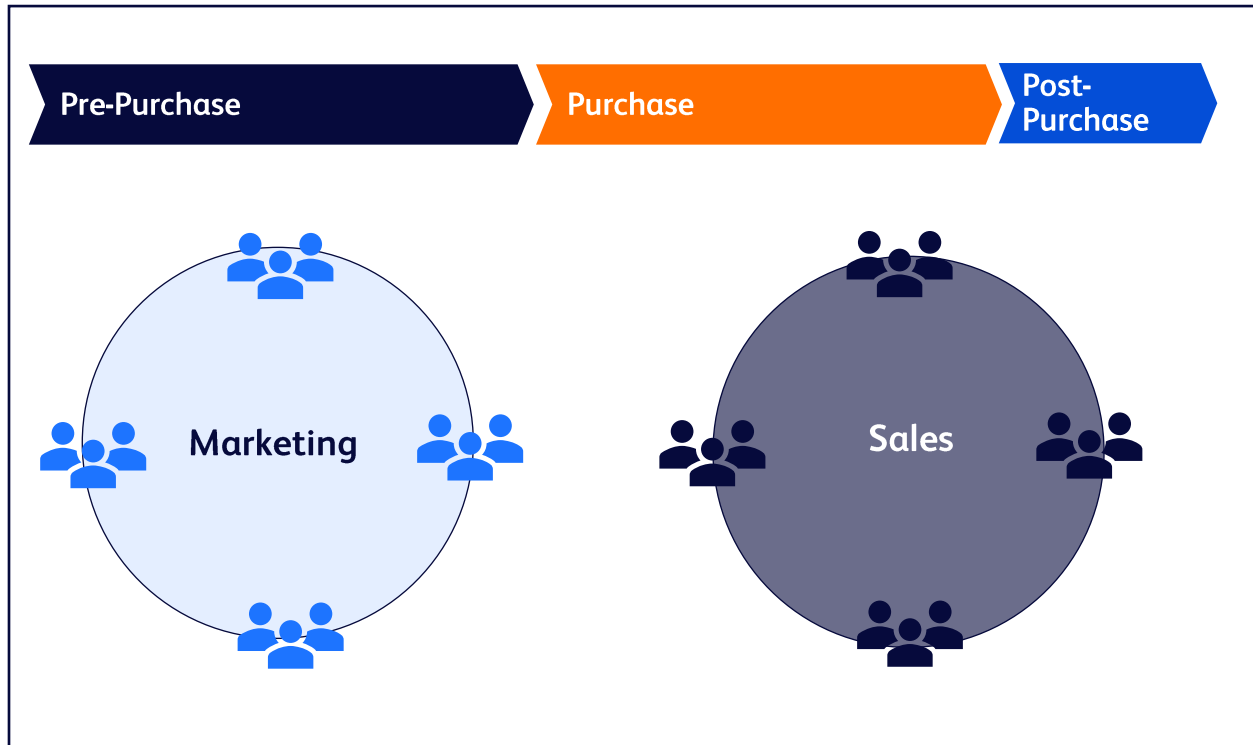 Pre-Purchase
Purchase
Post-
Purchase
Marketing
Sales